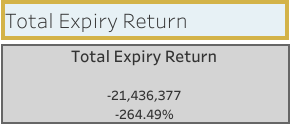 Total Expiry Return
Total Expiry Return
-21,436,377
-264.49%